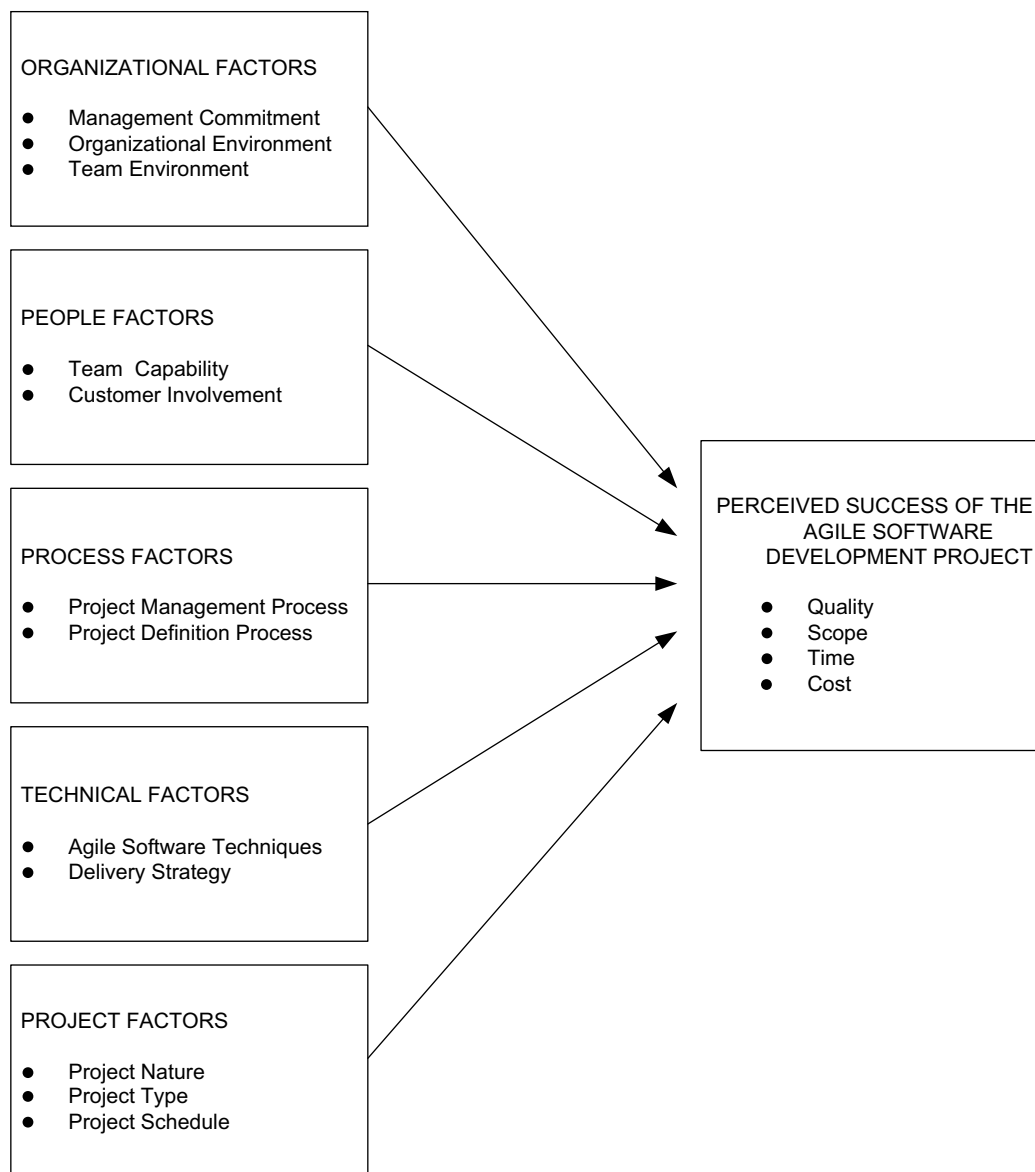 ORGANIZATIONAL FACTORS
● Management Commitment
● Organizational Environment
● Team Environment
PEOPLE FACTORS
● Team Capability
● Customer Involvement
PROCESS FACTORS
● Project Management Process
● Project Definition Process
TECHNICAL FACTORS
● Agile Software Techniques
● Delivery Strategy
PROJECT FACTORS
● Project Nature
● Project Type
● Project Schedule
PERCEIVED SUCCESS OF THE
AGILE SOFTWARE
DEVELOPMENT PROJECT
● Quality
● Scope
● Time
● Cost